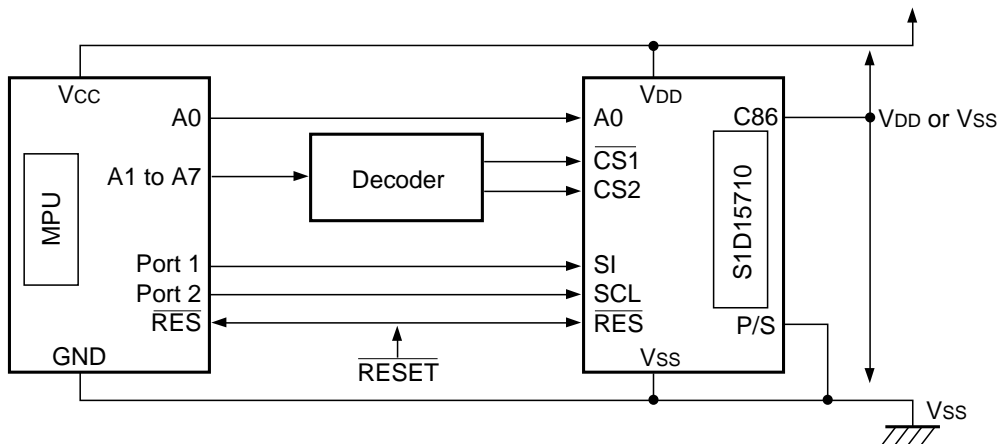 VCC
A0
A1 to A7
MPU
Port 1
Port 2
RES
GND
Decoder
RESET
VDD
A0
C86
CS1
CS2
S1D15710
SI
SCL
RES
P/S
VSS
VDD or VSS
VSS